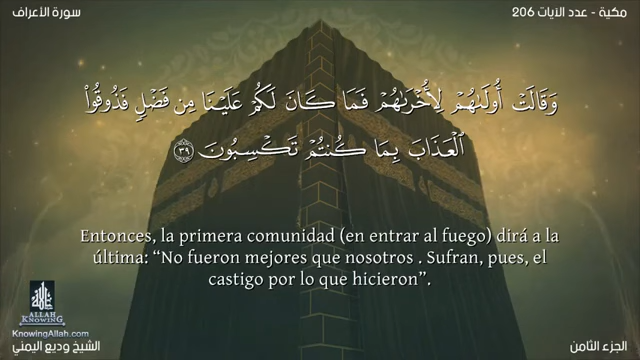 سورة الأعراف
مكية - عدد الآيات 206
وَقَالَتْ أُولَىٰهُمْ لِأُخْرَىٰهُمْ فَمَا كَانَ لَكُمْ عَلَيْنَا مِن فَضْلٍ فَذُوقُوا۟
ٱلْعَذَابَ بِمَا كُنتُمْ تَكْسِبُونَ ٣٩
Entonces, la primera comunidad (en entrar al fuego) dirá a la
última: “No fueron mejores que nosotros . Sufran, pues, el
castigo por lo que hicieron”.
ALLAH
KNOWING
KnowingAllah.com
الشيخ وديع اليمني
الجزء الثامن